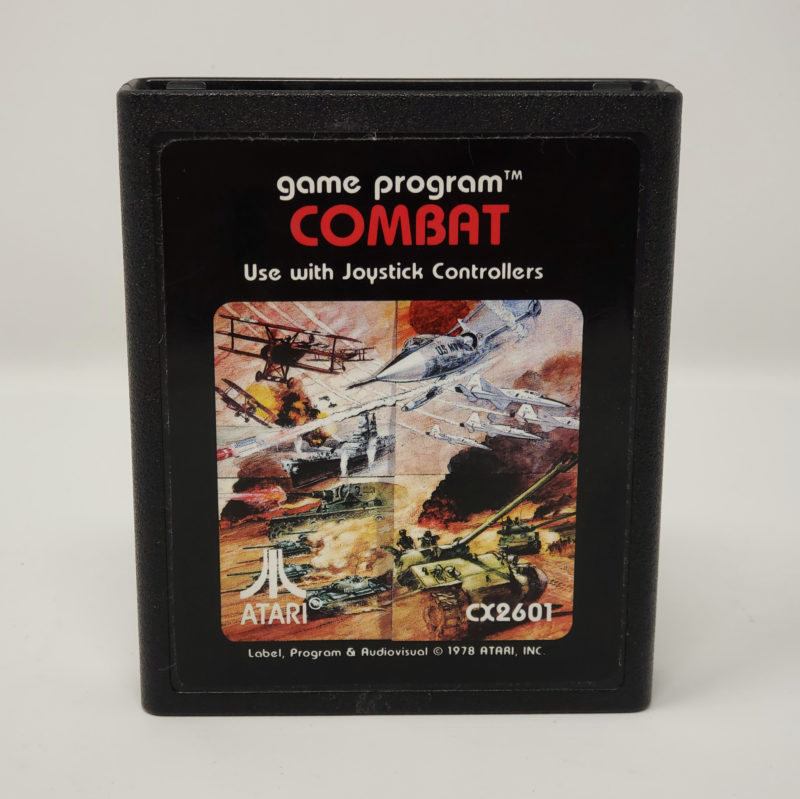 game program™
COMBAT
Use with Joystick Controllers
ATARI
CX2601
Label, Program & Audiovisual © 1978 ATARI, INC.